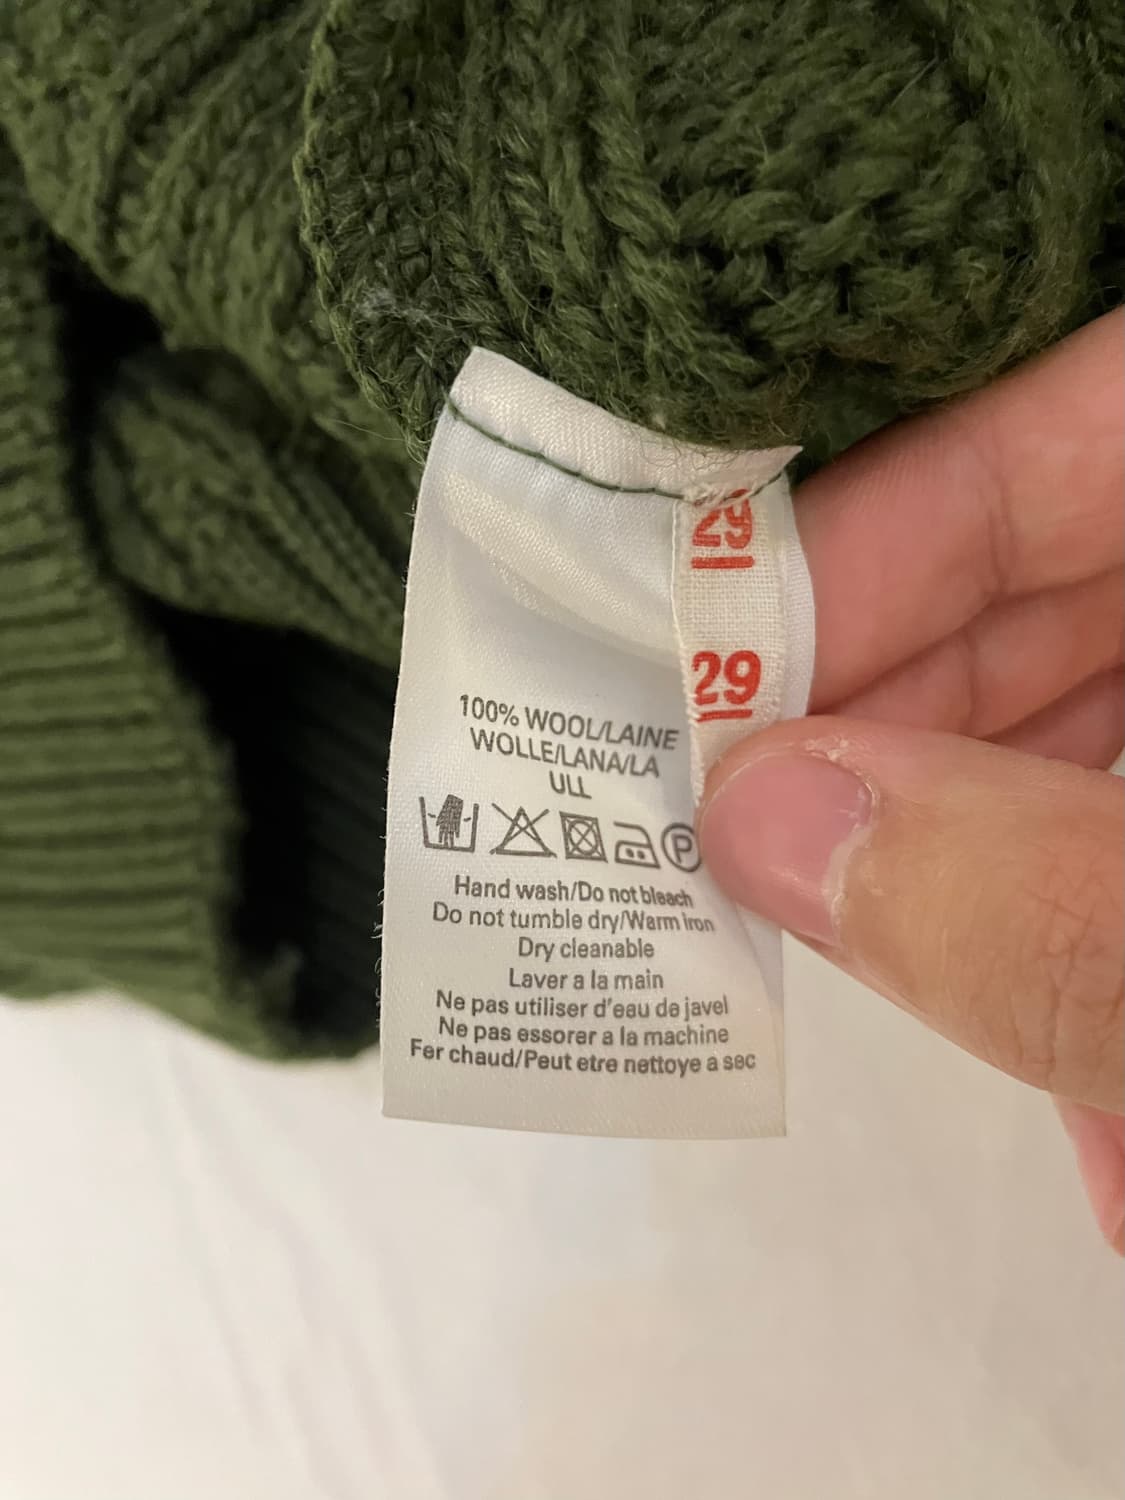 29
29
100% WOOL/LAINE
WOLLE/LANA/LA
ULL
P
Hand wash/Do not bleach
Do not tumble dry/Warm iron
Dry cleanable
Laver a la main
Ne pas utiliser d'eau de javel
Ne pas essorer a la machine
Fer chaud/Peut etre nettoye a sec